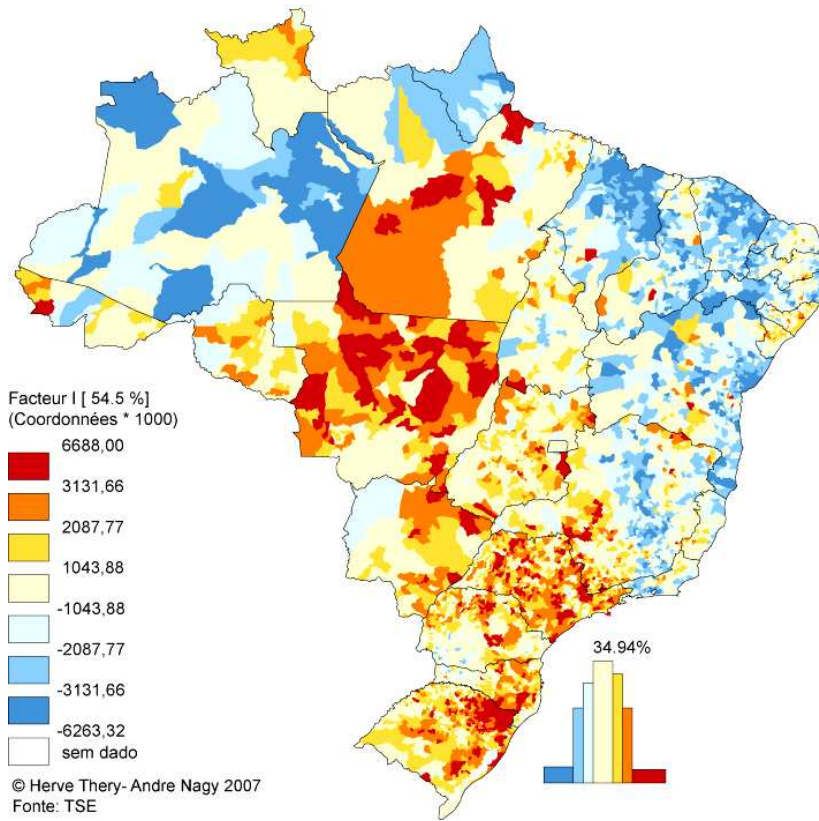 Facteur I [ 54.5 %]
(Coordonnées * 1000)
6688,00
3131,66
2087,77
1043,88
-1043,88
-2087,77
-3131,66
-6263,32
sem dado
34.94%
© Herve Thery- Andre Nagy 2007
Fonte: TSE